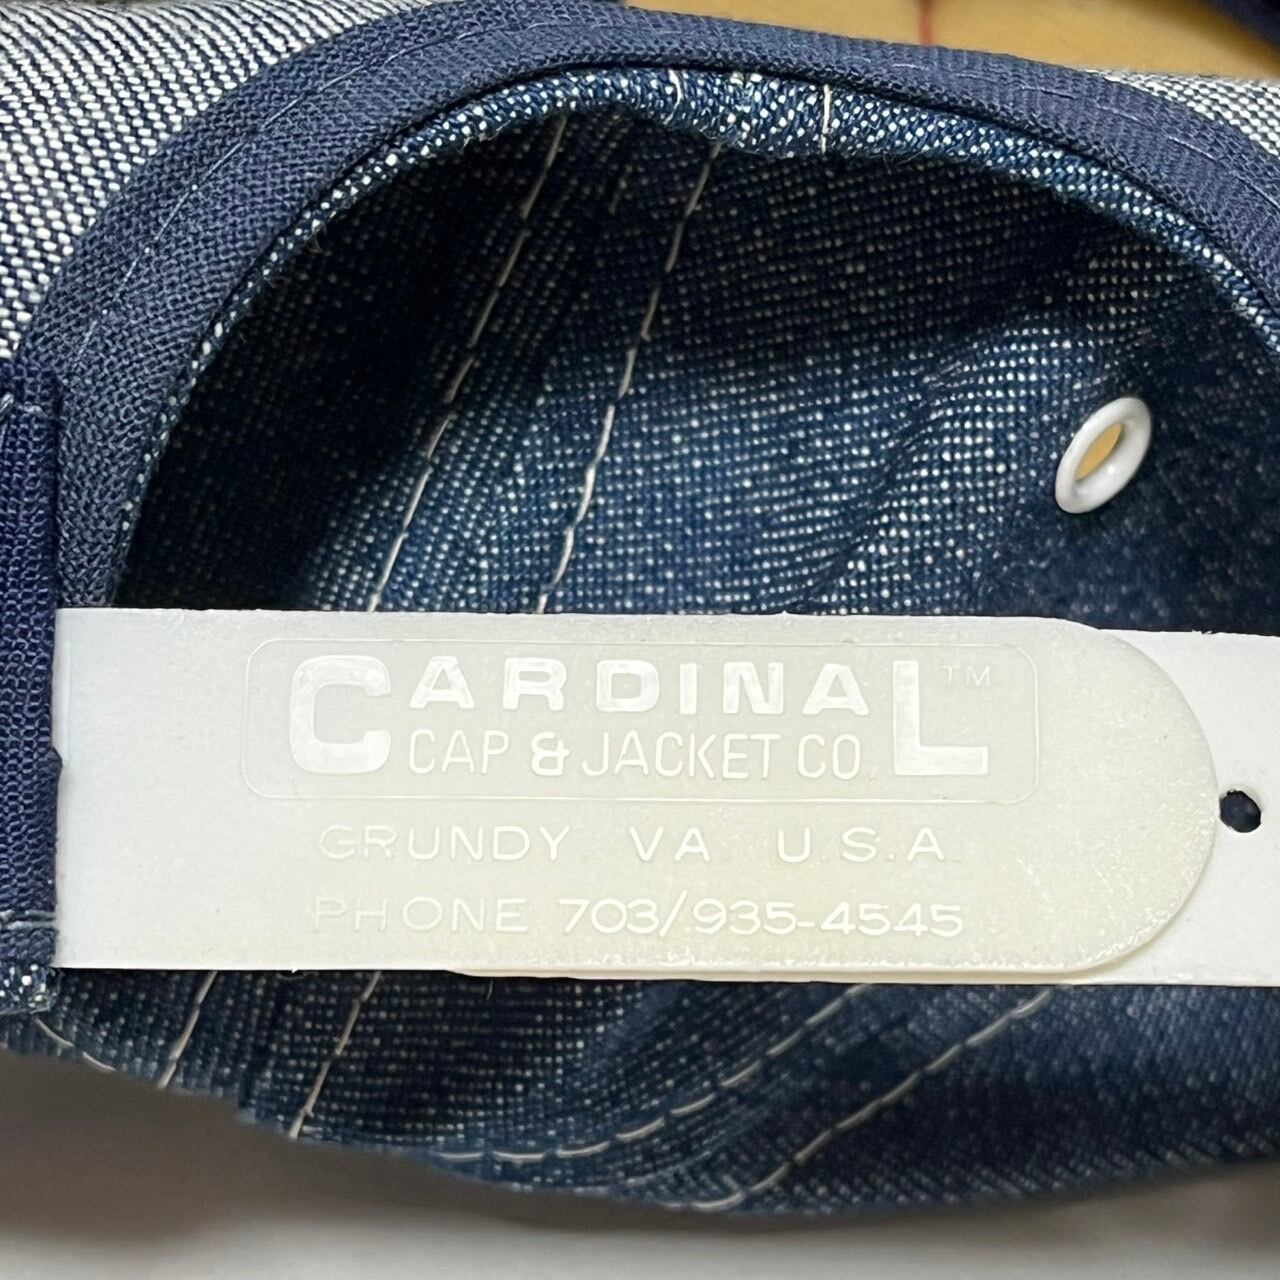 CARDINAL™
CAP & JACKET CO.
GRUNDY VA. U.S.A.
PHONE 703/935-4545